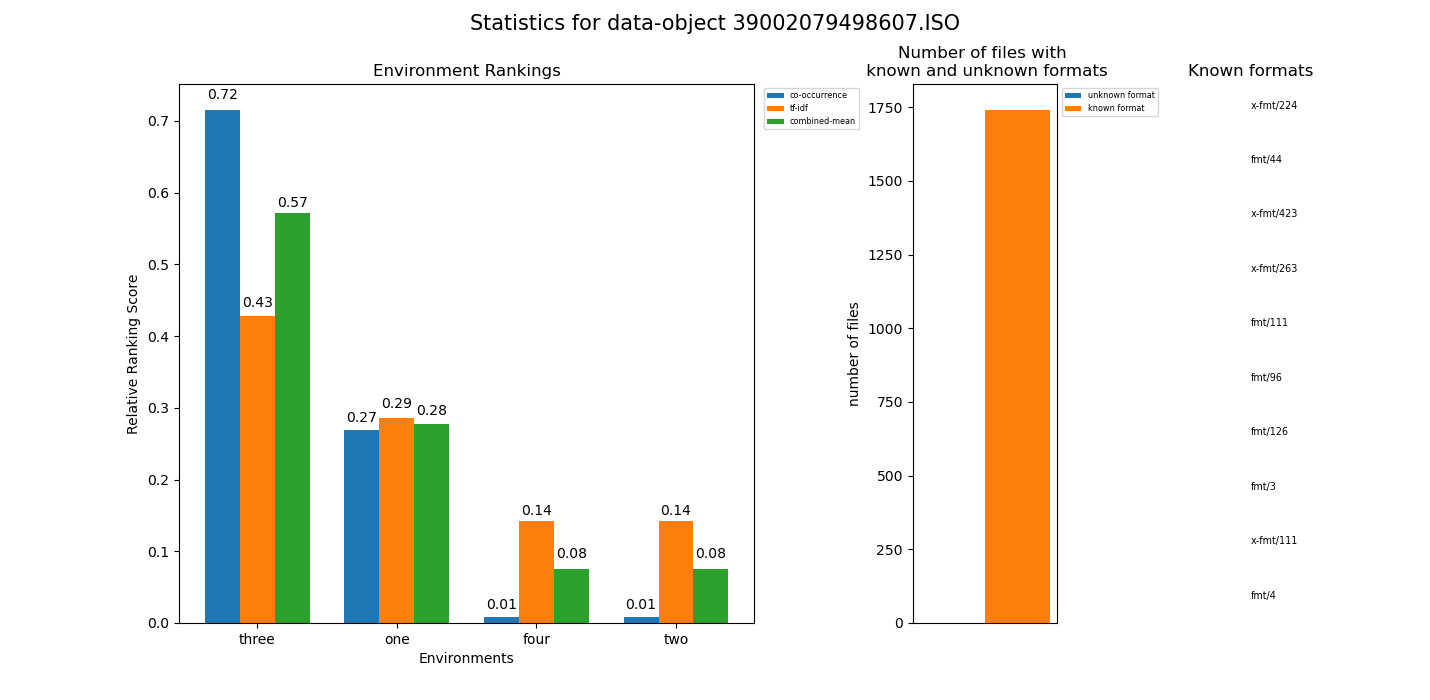 Statistics for data-object 39002079498607.ISO
Environment Rankings
Relative Ranking Score
0.7
0.6
0.5
0.4
0.3
0.2
0.1
0.0
0.72
0.43
0.57
0.27
0.29
0.28
0.01
0.14
0.08
0.01
0.14
0.08
three
one
four
two
Environments
co-occurrence
tf-idf
combined-mean
Number of files with
known and unknown formats
number of files
1750
1500
1250
1000
750
500
250
0
unknown format
known format
Known formats
x-fmt/224
fmt/44
x-fmt/423
x-fmt/263
fmt/111
fmt/96
fmt/126
fmt/3
x-fmt/111
fmt/4